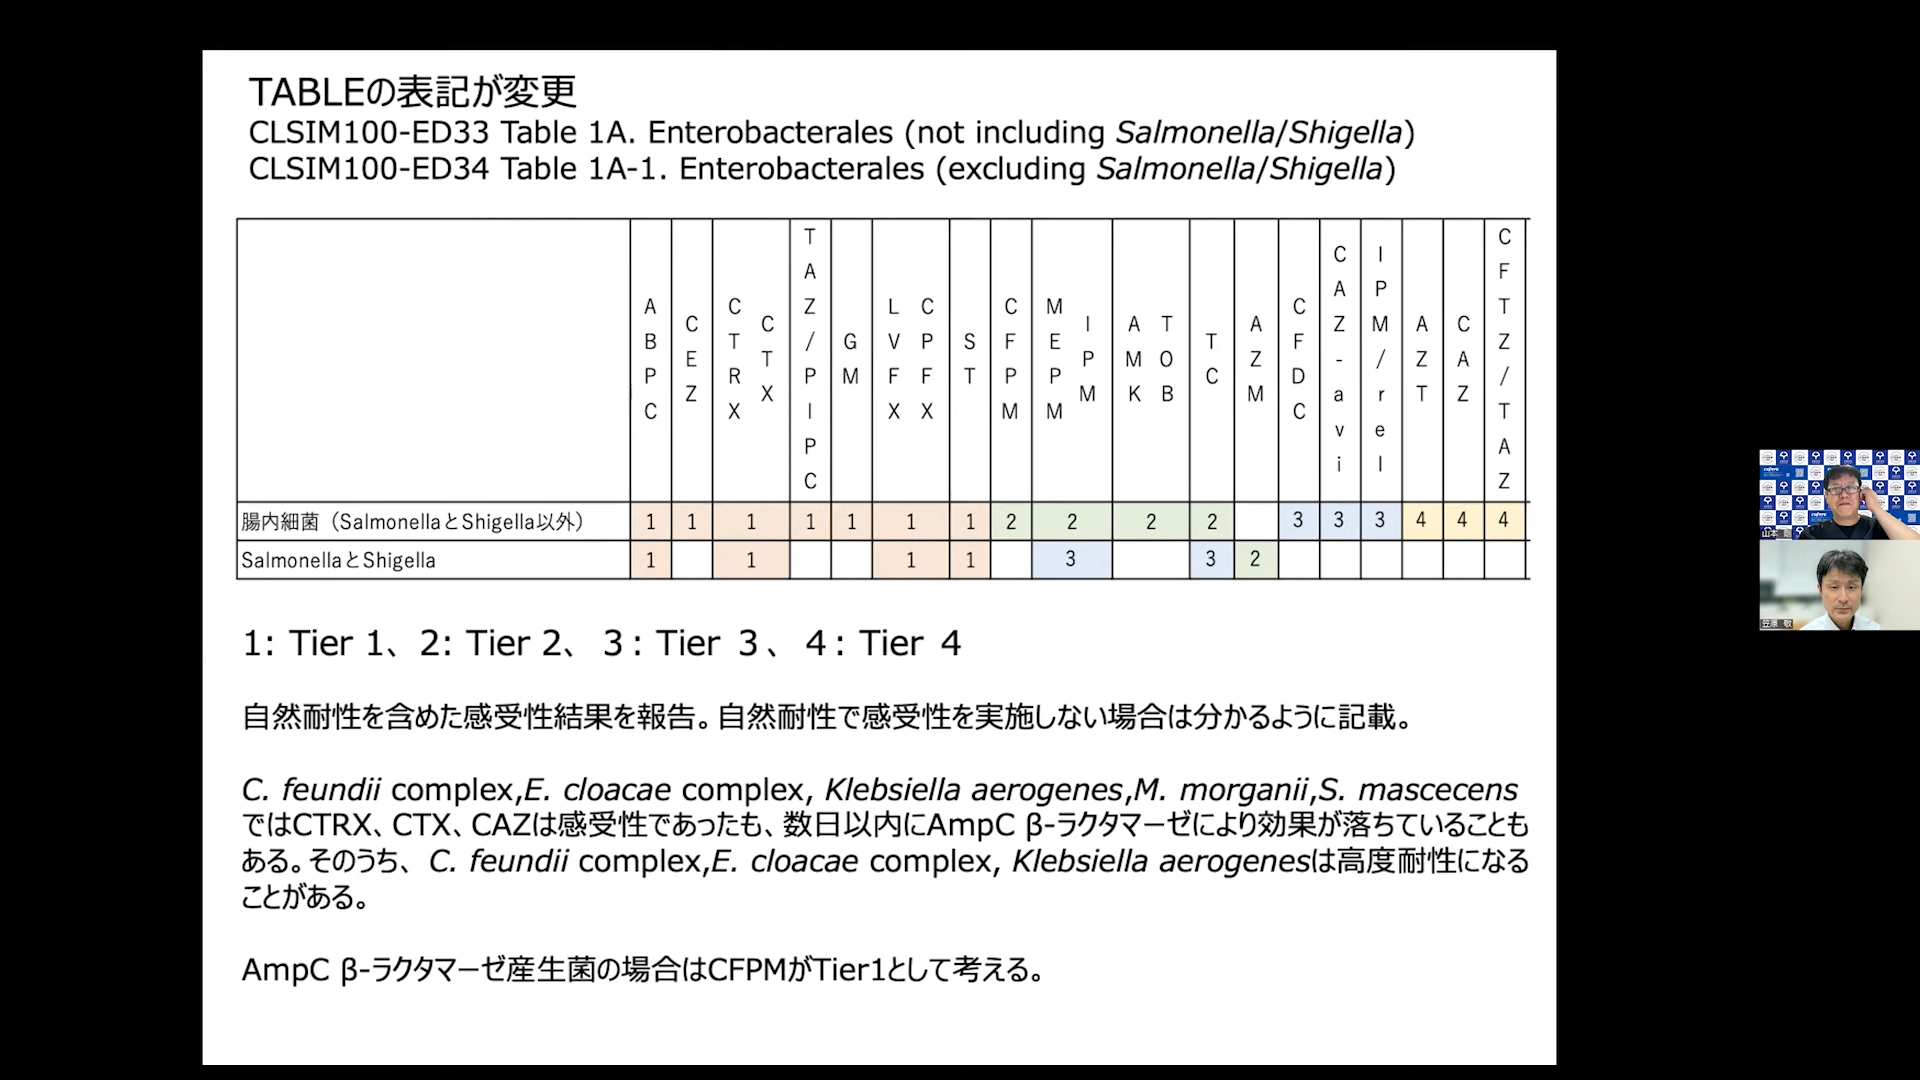 TABLEの表記が変更
CLSIM100-ED33 Table 1A. Enterobacterales (not including Salmonella/Shigella)
CLSIM100-ED34 Table 1A-1. Enterobacterales (excluding Salmonella/Shigella)
ABPC CEZ CTRX CTX TAZ/PIPC GM LVFX CPFX ST CFPM MEPM IPM AMK TOB TC AZM CFDC CAZ-avi IPM/rel AZT CAZ CFTZ/TAZ
腸内細菌（SalmonellaとShigella以外） 1 1 1 1 1 1 1 2 2 2 2 3 3 3 4 4 4
SalmonellaとShigella 1 1 1 1 3 3 2
1: Tier 1、2: Tier 2、３: Tier ３、４: Tier ４
自然耐性を含めた感受性結果を報告。自然耐性で感受性を実施しない場合は分かるように記載。
C. feundii complex,E. cloacae complex, Klebsiella aerogenes,M. morganii,S. mascecens
ではCTRX、CTX、CAZは感受性であったも、数日以内にAmpC β-ラクタマーゼにより効果が落ちていることも
ある。そのうち、 C. feundii complex,E. cloacae complex, Klebsiella aerogenesは高度耐性になる
ことがある。
AmpC β-ラクタマーゼ産生菌の場合はCFPMがTier1として考える。
山本 剛
笠原 敬